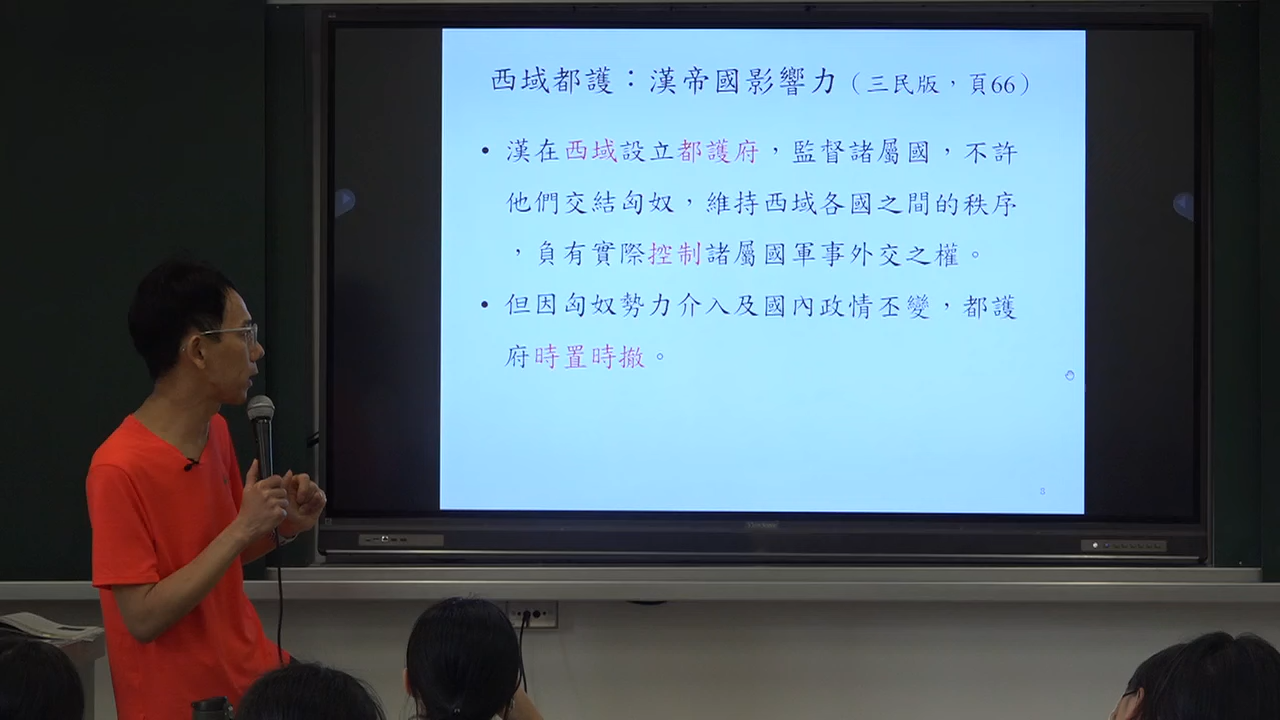 西域都護：漢帝國影響力（三民版，頁66）
• 漢在西域設立都護府，監督諸屬國，不許
他們交結匈奴，維持西域各國之間的秩序
，負有實際控制諸屬國軍事外交之權。
• 但因匈奴勢力介入及國內政情丕變，都護
府時置時撤。
8
ViewSonic